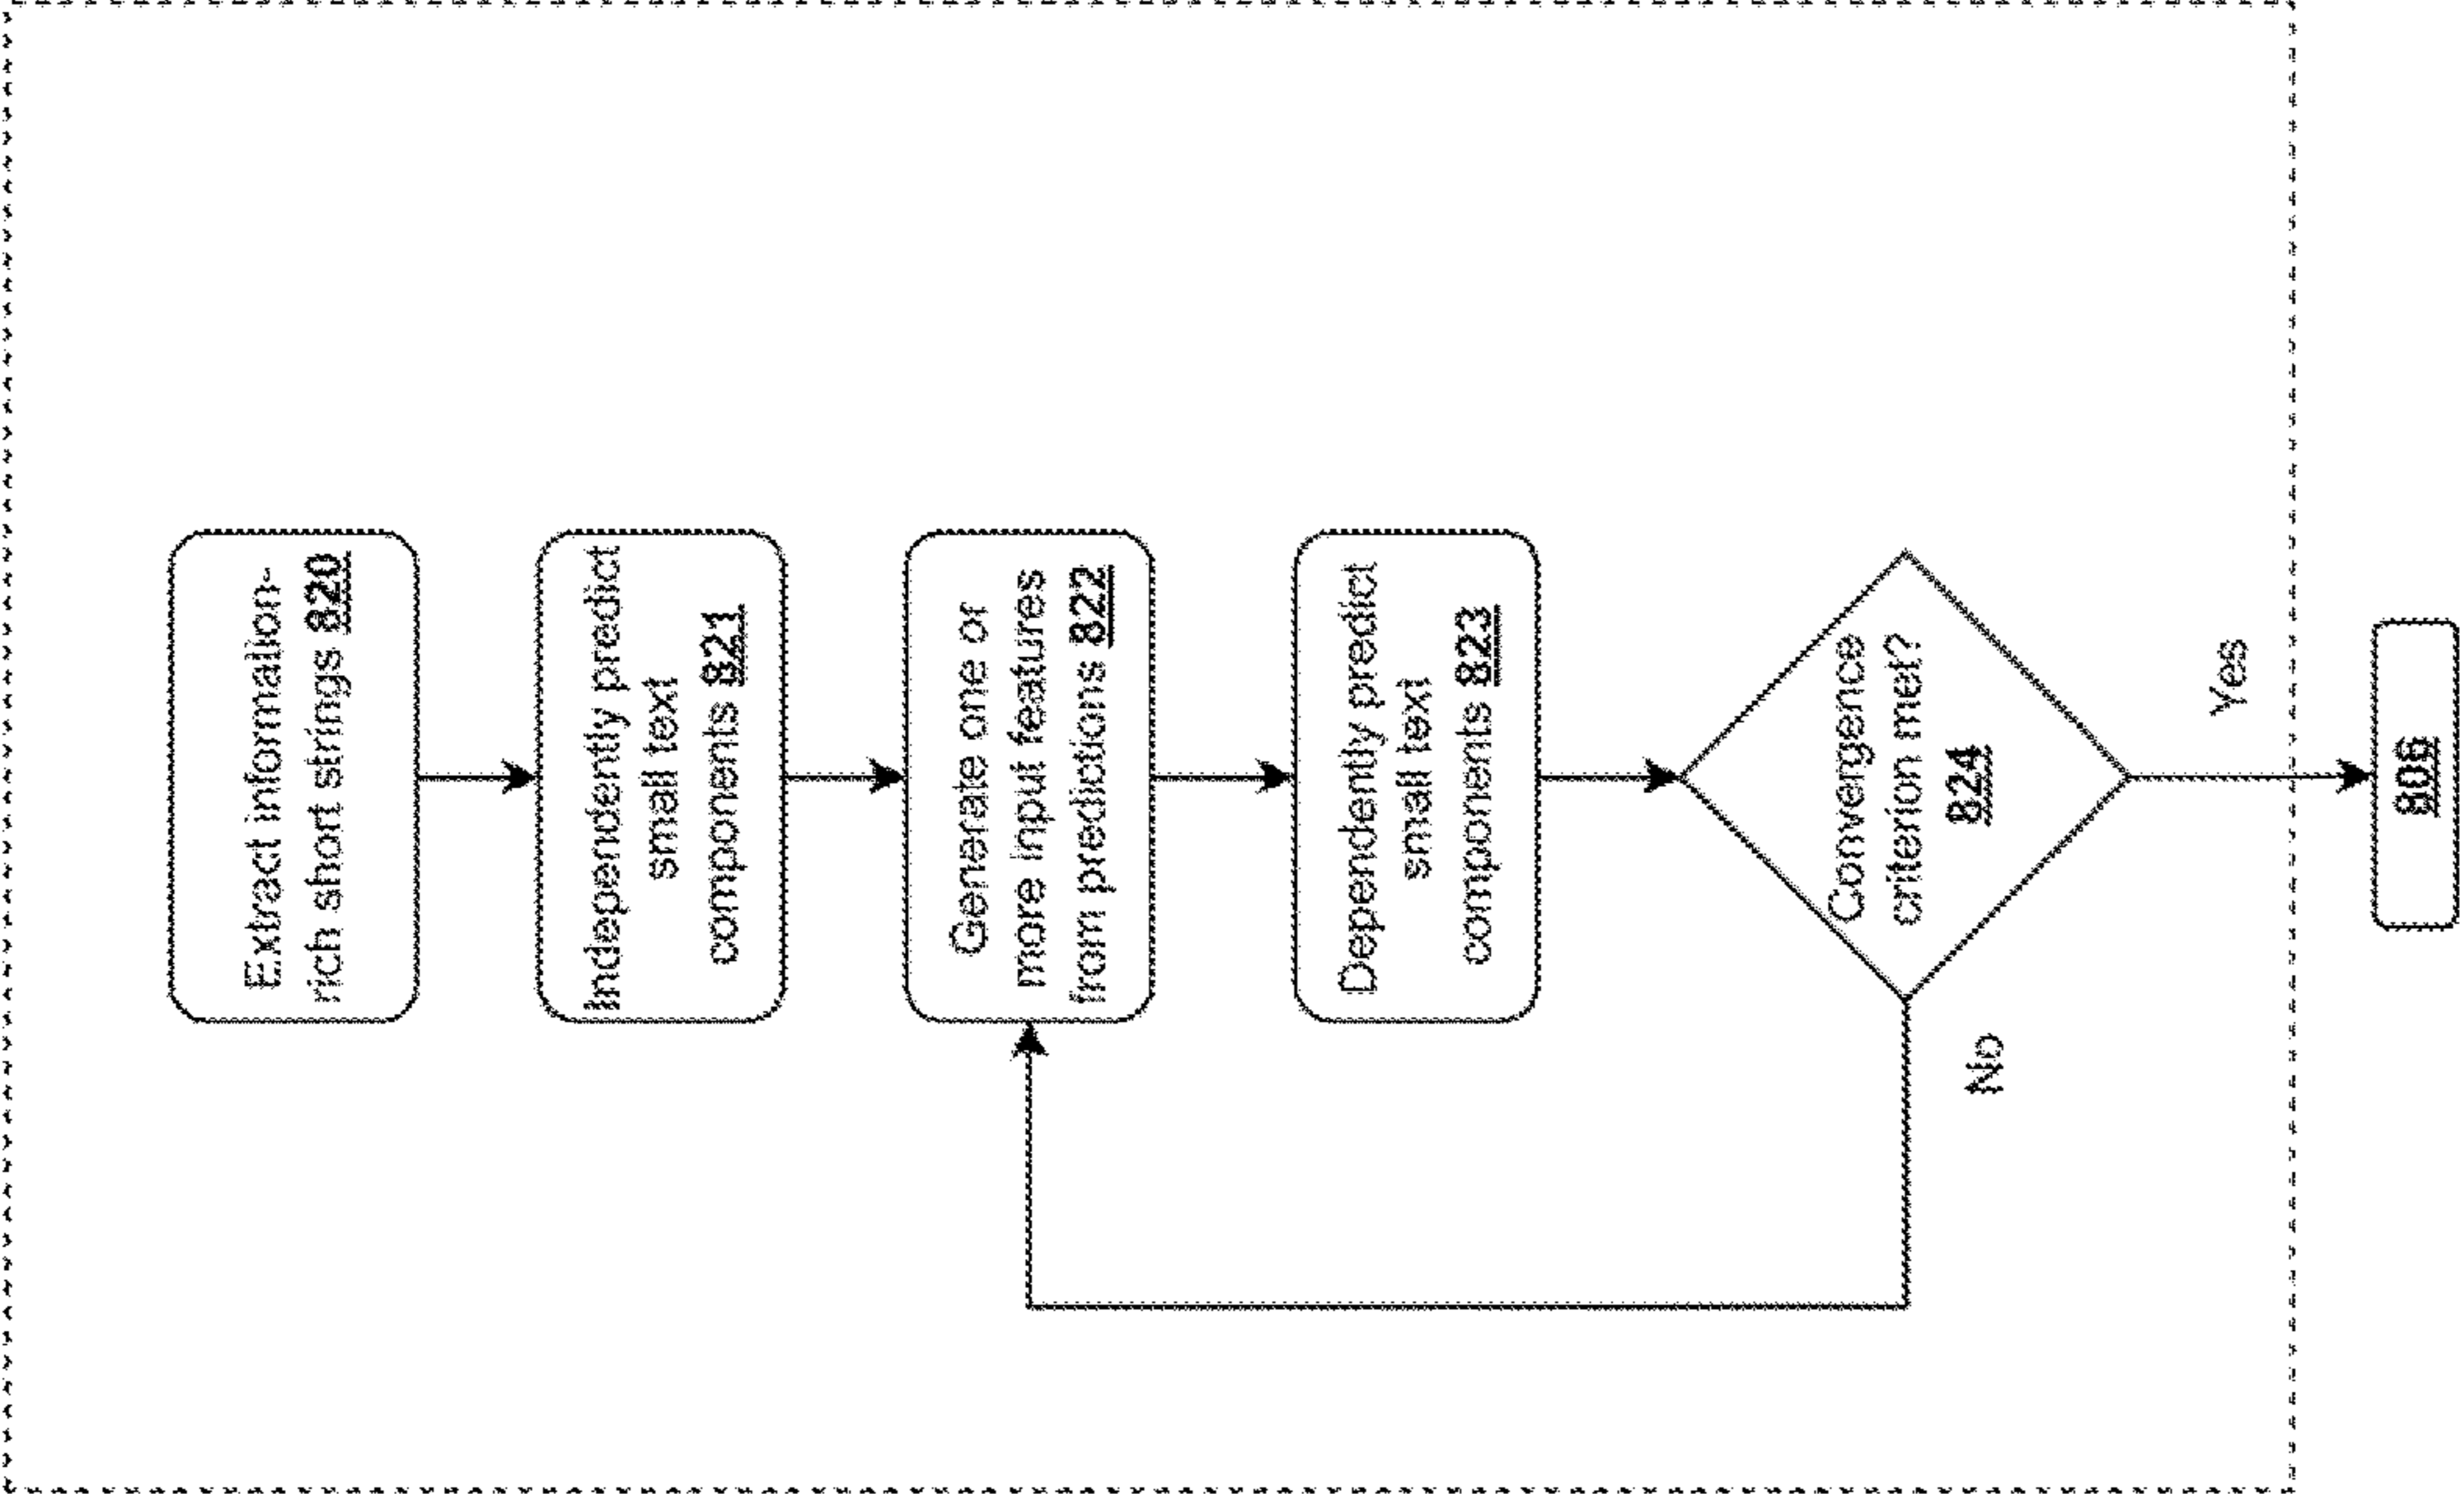 Extract information-
rich short strings 820
Independently predict
small text
components 821
Generate one or
more input features
from predictions 822
Dependently predict
small text
components 823
Convergence
criterion met?
824
No
Yes
806